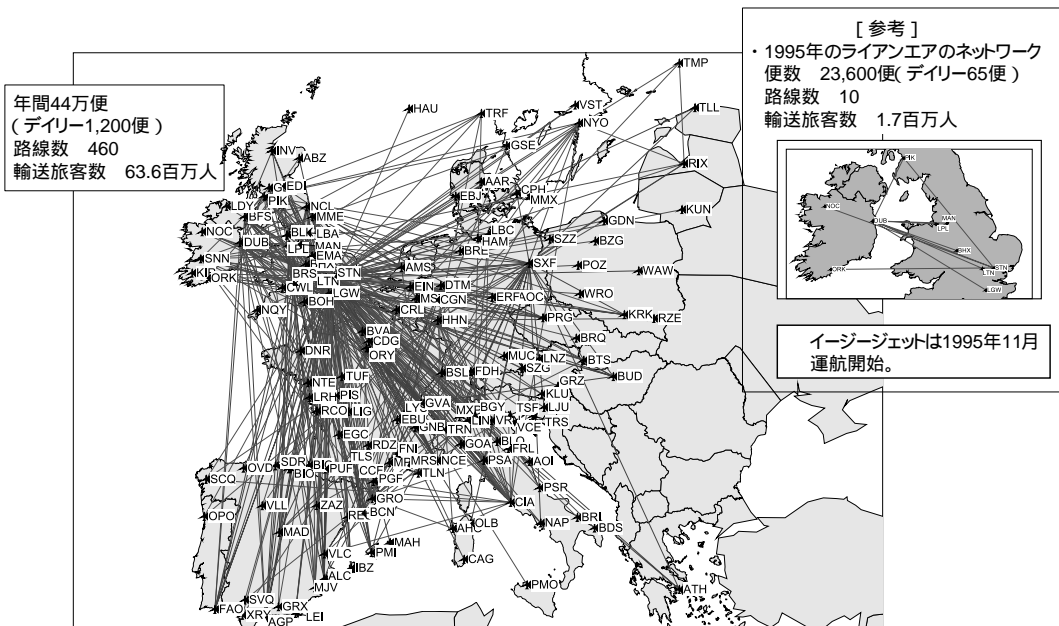 年間44万便
(デイリー1,200便)
路線数　460
輸送旅客数　63.6百万人
[ 参考 ]
・1995年のライアンエアのネットワーク
便数　23,600便(デイリー65便)
路線数　10
輸送旅客数　1.7百万人
PIK
NOC
DUB
MAN
LPL
BHX
ORK
STN
LTN
LGW
イージージェットは1995年11月
運航開始。
TMP
HAU
TRF
VST
TLL
NYO
GSE
INV
ABZ
RIX
AAR
EDI
PIK
CPH
MMX
EBJ
LDY
NCL
KUN
BFS
MME
GDN
NOC
LBA
LBC
DUB
MAN
HAM
SZZ
BZG
LPL
EMA
BRE
SNN
SXF
POZ
AMS
WAW
ORK
BRS
STN
LTN
CWL
LGW
EIN
DTM
CGN
WRO
ERF
AOC
BOH
NQY
CRL
HHN
PRG
KRK
RZE
BVA
CDG
ORY
BRQ
DNR
MUC
LNZ
BTS
SZG
BSL
FDH
BUD
TUF
GRZ
NTE
KLU
PIS
LRH
GVA
LYS
LJU
RCO
LIG
BGY
TSF
EBU
LIN
TRS
GNB
TRN
VCE
EGC
RDZ
GOA
BLQ
FNI
FRL
TLS
MRS
NCE
PSA
AOI
SDR
OVD
BIO
PUF
CCF
TLN
SCQ
PGF
PSR
GRO
VLL
ZAZ
BCN
CIA
OPO
OLB
NAP
BRI
BDS
MAD
MAH
VLC
PMI
CAG
IBZ
ALC
MJV
PMO
ATH
SVQ
GRX
FAO
XRY
LEI
AGP